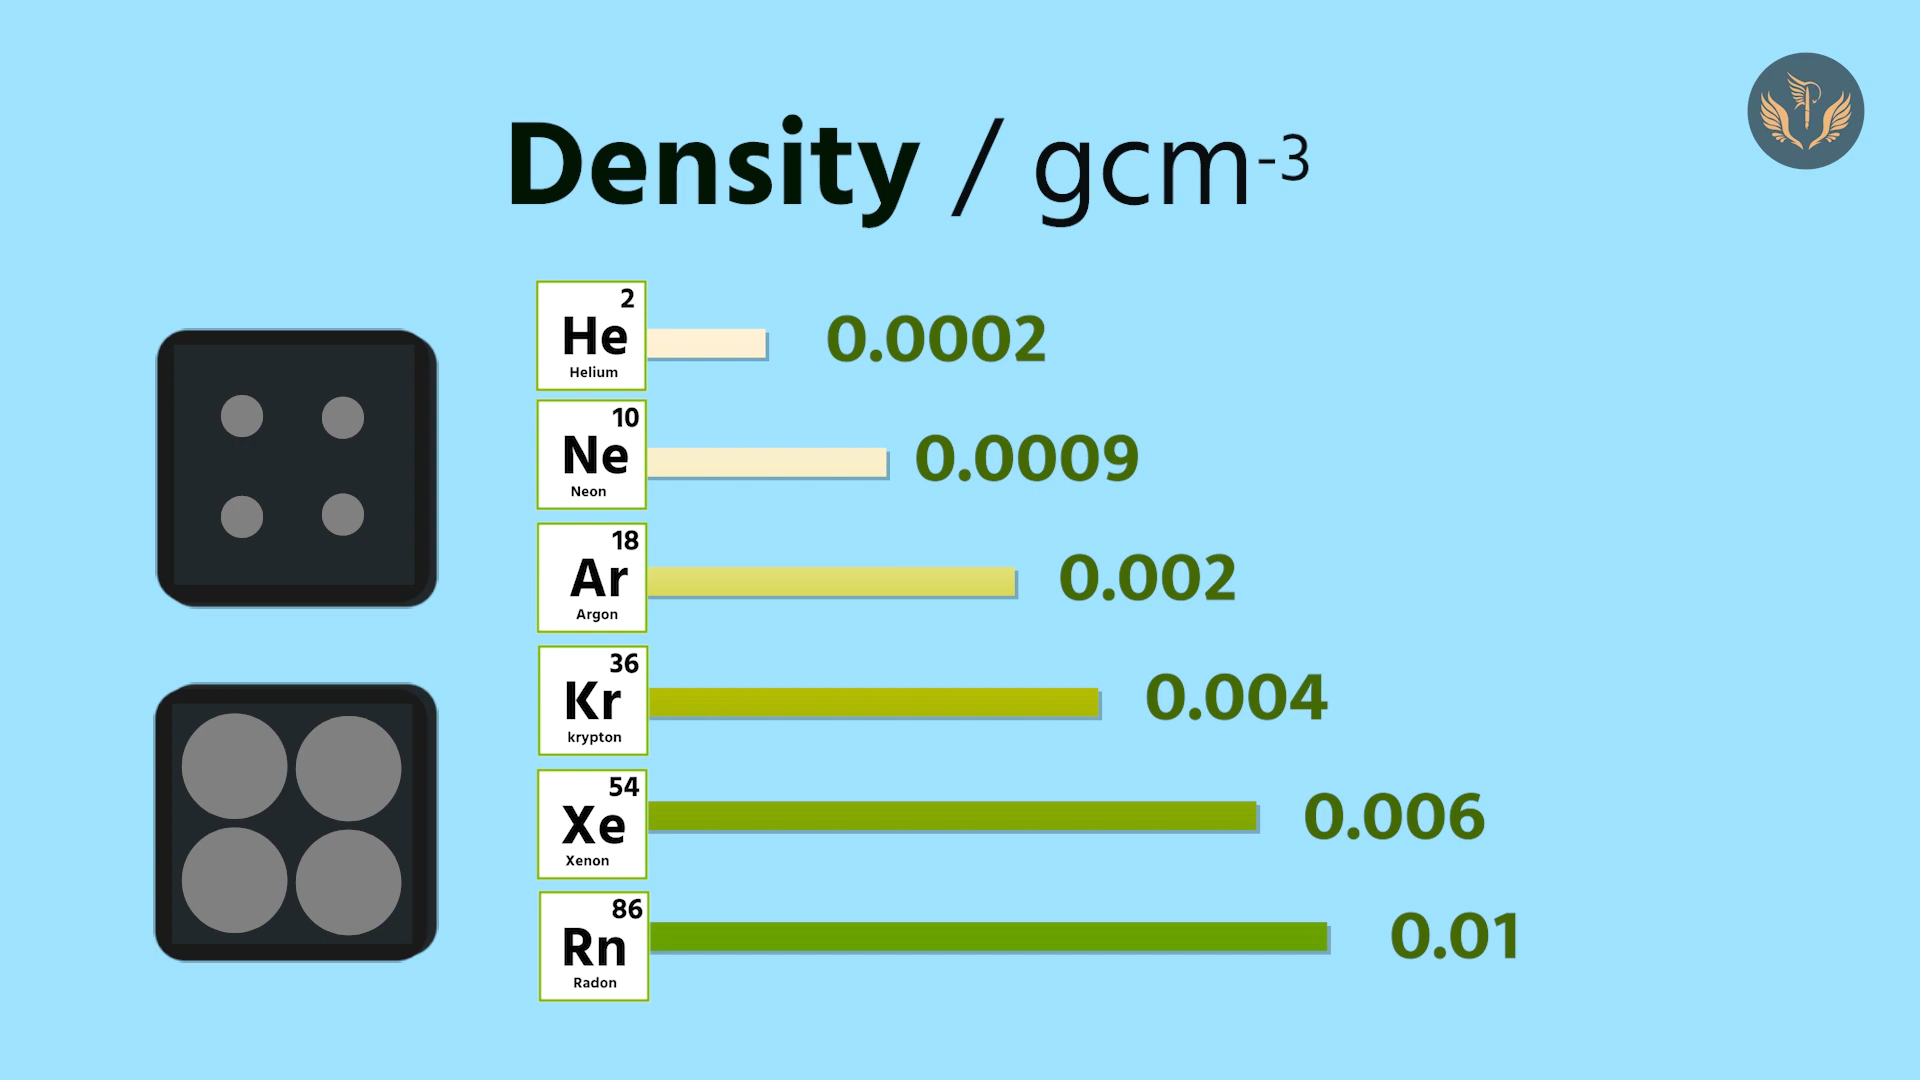 Density / gcm-3
2
He
Helium
0.0002
10
Ne
Neon
0.0009
18
Ar
Argon
0.002
36
Kr
krypton
0.004
54
Xe
Xenon
0.006
86
Rn
Radon
0.01